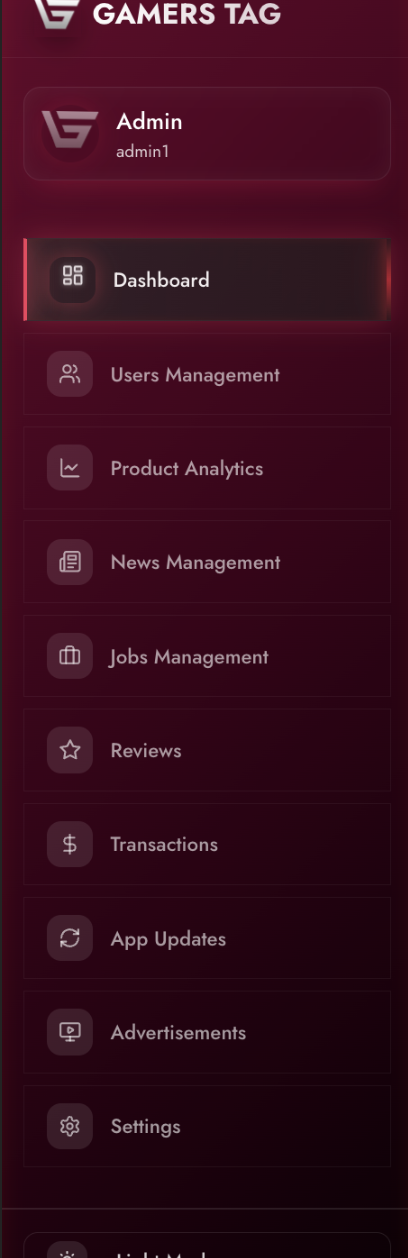 GAMERS TAG
Admin
admin1
Dashboard
Users Management
Product Analytics
News Management
Jobs Management
Reviews
Transactions
App Updates
Advertisements
Settings